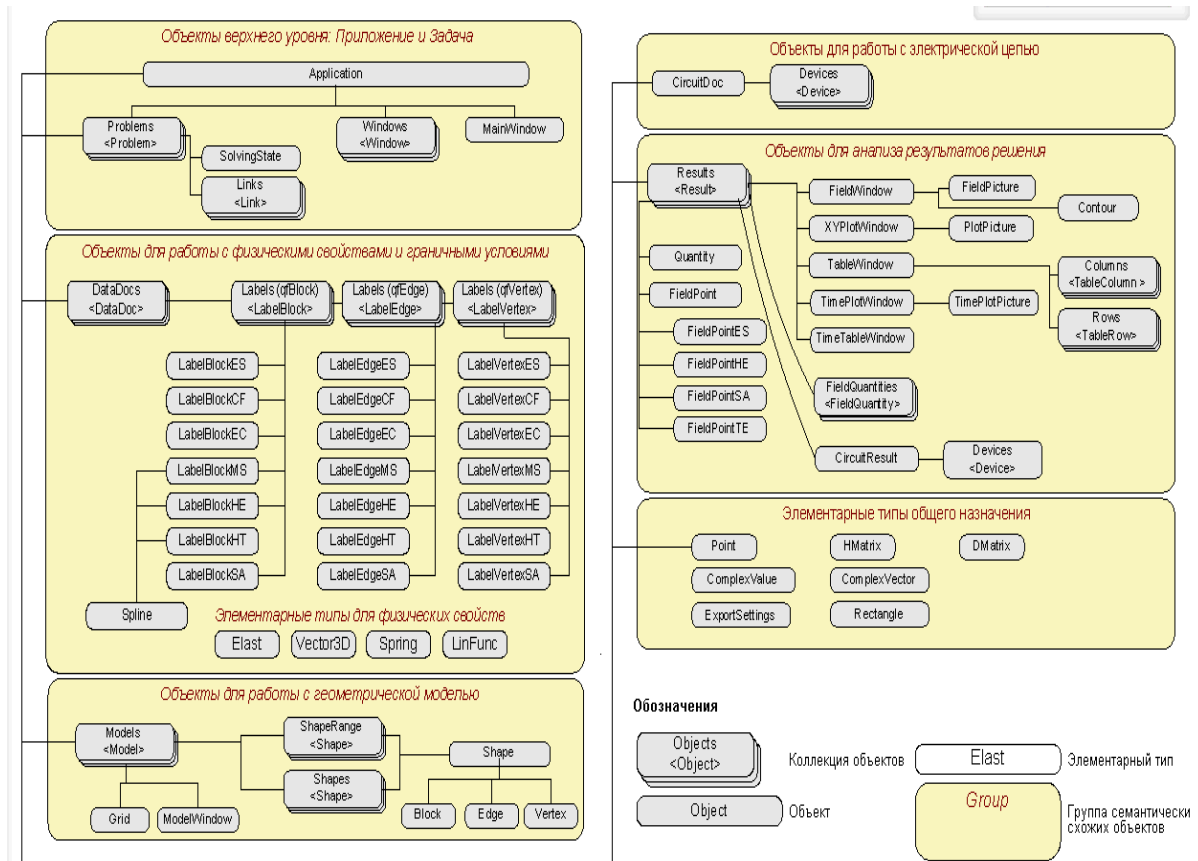 Объекты верхнего уровня: Приложение и Задача
Application
Problems
<Problem>
Windows
<Window>
MainWindow
SolvingState
Links
<Link>
Объекты для работы с физическими свойствами и граничными условиями
DataDocs
<DataDoc>
Labels (qfBlock)
<LabelBlock>
Labels (qfEdge)
<LabelEdge>
Labels (qfVertex)
<LabelVertex>
LabelBlockES
LabelEdgeES
LabelVertexES
LabelBlockCF
LabelEdgeCF
LabelVertexCF
LabelBlockEC
LabelEdgeEC
LabelVertexEC
LabelBlockMS
LabelEdgeMS
LabelVertexMS
LabelBlockHE
LabelEdgeHE
LabelVertexHE
LabelBlockHT
LabelEdgeHT
LabelVertexHT
LabelBlockSA
LabelEdgeSA
LabelVertexSA
Spline
Элементарные типы для физических свойств
Elast
Vector3D
Spring
LinFunc
Объекты для работы с геометрической моделью
Models
<Model>
ShapeRange
<Shape>
Shapes
<Shape>
Shape
Grid
ModelWindow
Block
Edge
Vertex
Объекты для работы с электрической цепью
CircuitDoc
Devices
<Device>
Объекты для анализа результатов решения
Results
<Result>
FieldWindow
FieldPicture
Contour
XYPlotWindow
PlotPicture
Quantity
TableWindow
Columns
<TableColumn >
FieldPoint
TimePlotWindow
TimePlotPicture
Rows
<TableRow>
FieldPointES
TimeTableWindow
FieldPointHE
FieldPointSA
FieldQuantities
<FieldQuantity>
FieldPointTE
CircuitResult
Devices
<Device>
Элементарные типы общего назначения
Point
HMatrix
DMatrix
ComplexValue
ComplexVector
ExportSettings
Rectangle
Обозначения
Objects
<Object>
Коллекция объектов
Elast
Элементарный тип
Object
Объект
Group
Группа семантически
схожих объектов